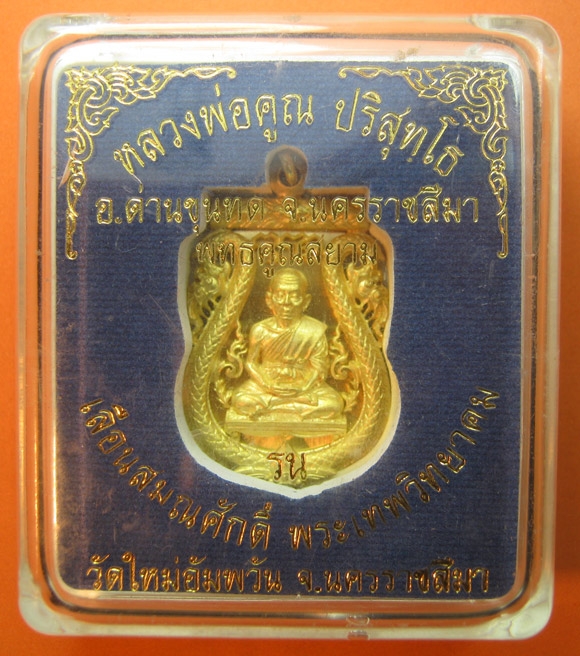 หลวงพ่อคูณ ปริสุทฺโธ
อ.ด่านขุนทด จ.นครราชสีมา
พุทธคูณสยาม
รุ่น
เลื่อนสมณศักดิ์ พระเทพวิทยาคม
วัดใหม่อัมพวัน จ.นครราชสีมา